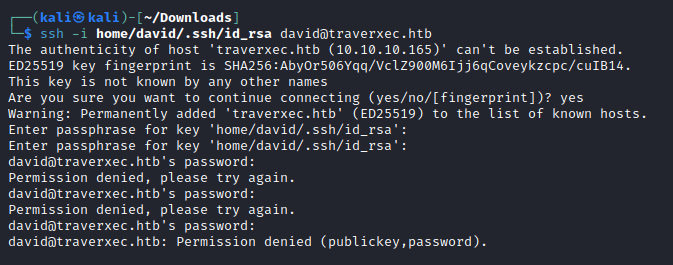 ┌──(kali㉿kali)-[~/Downloads]
└─$ ssh -i home/david/.ssh/id_rsa david@traverxec.htb
The authenticity of host 'traverxec.htb (10.10.10.165)' can't be established.
ED25519 key fingerprint is SHA256:AbyOr506Yqq/VclZ900M6Ijj6qCoveykzcpc/cuIB14.
This key is not known by any other names
Are you sure you want to continue connecting (yes/no/[fingerprint])? yes
Warning: Permanently added 'traverxec.htb' (ED25519) to the list of known hosts.
Enter passphrase for key 'home/david/.ssh/id_rsa':
Enter passphrase for key 'home/david/.ssh/id_rsa':
david@traverxec.htb's password:
Permission denied, please try again.
david@traverxec.htb's password:
Permission denied, please try again.
david@traverxec.htb's password:
david@traverxec.htb: Permission denied (publickey,password).